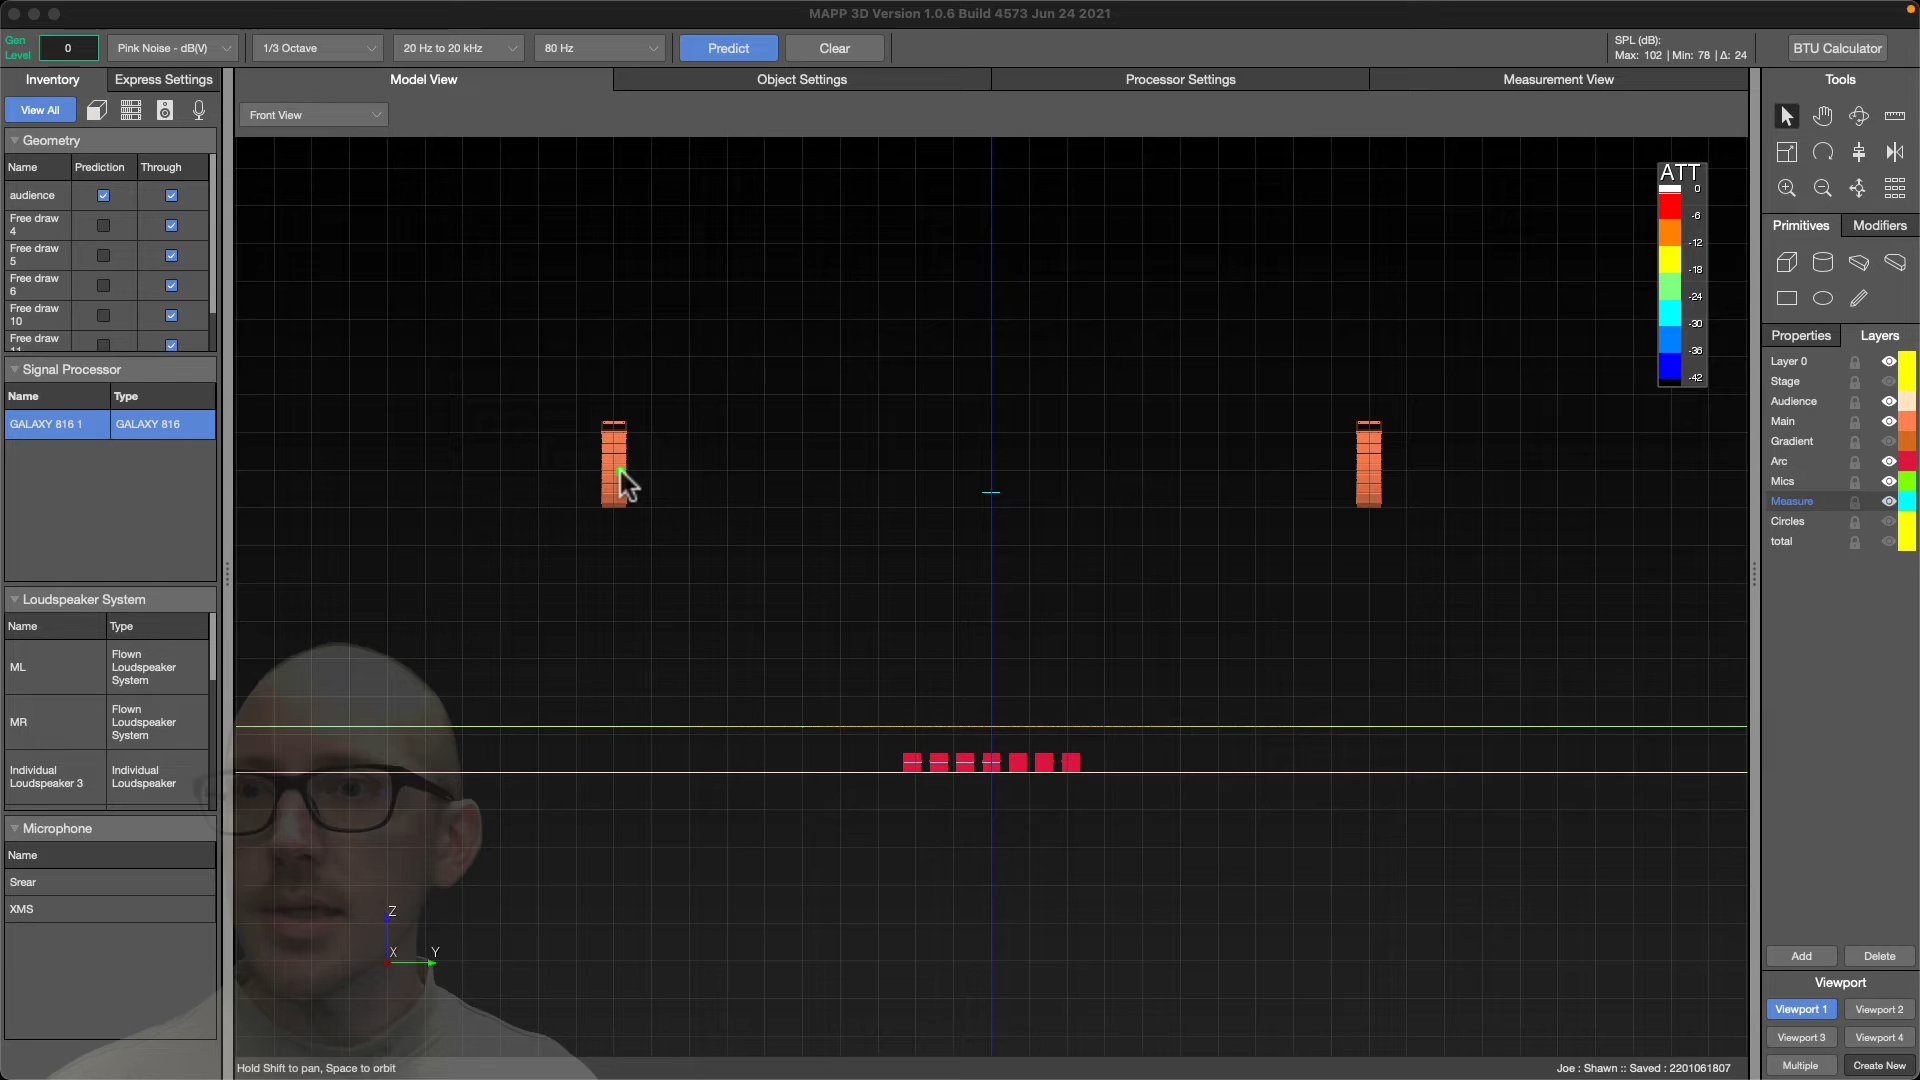 MAPP 3D Version 1.0.6 Build 4573 Jun 24 2021
Gen
Level
0
Pink Noise - dB(V)
1/3 Octave
20 Hz to 20 kHz
80 Hz
Predict
Clear
SPL (dB):
Max: 102 | Min: 78 | Δ: 24
BTU Calculator
Inventory
Express Settings
Model View
Object Settings
Processor Settings
Measurement View
Tools
View All
Front View
Geometry
Name
Prediction
Through
audience
Free draw
4
Free draw
5
Free draw
6
Free draw
10
Free draw
11
Signal Processor
Name
Type
GALAXY 816 1
GALAXY 816
Loudspeaker System
Name
Type
ML
Flown
Loudspeaker
System
MR
Flown
Loudspeaker
System
Individual
Loudspeaker 3
Individual
Loudspeaker
Microphone
Name
Srear
XMS
ATT
0
-6
-12
-18
-24
-30
-36
-42
Z
X
Y
Primitives
Modifiers
Properties
Layers
Layer 0
Stage
Audience
Main
Gradient
Arc
Mics
Measure
Circles
total
Add
Delete
Viewport
Viewport 1
Viewport 2
Viewport 3
Viewport 4
Multiple
Create New
Hold Shift to pan, Space to orbit
Joe : Shawn :: Saved : 2201061807